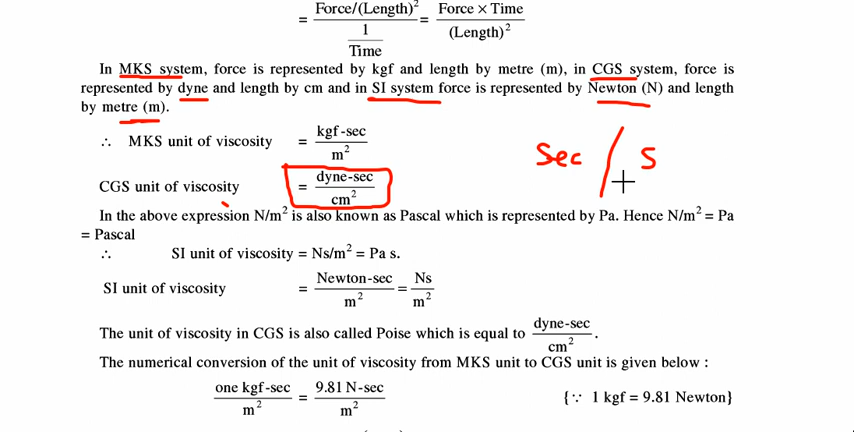 = Force/(Length)² / (1/Time) = Force × Time / (Length)²
In MKS system, force is represented by kgf and length by metre (m), in CGS system, force is
represented by dyne and length by cm and in SI system force is represented by Newton (N) and length
by metre (m).
∴ MKS unit of viscosity = kgf-sec / m²
sec / s
CGS unit of viscosity = dyne-sec / cm²
In the above expression N/m² is also known as Pascal which is represented by Pa. Hence N/m² = Pa
= Pascal
∴ SI unit of viscosity = Ns/m² = Pa s.
SI unit of viscosity = Newton-sec / m² = Ns / m²
The unit of viscosity in CGS is also called Poise which is equal to dyne-sec / cm².
The numerical conversion of the unit of viscosity from MKS unit to CGS unit is given below :
one kgf-sec / m² = 9.81 N-sec / m² {∵ 1 kgf = 9.81 Newton}